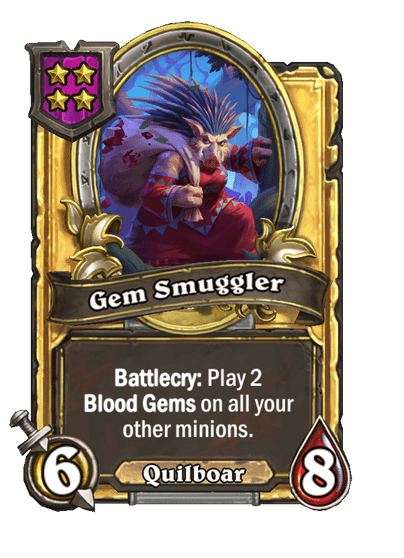 Gem Smuggler
Battlecry: Play 2
Blood Gems on all your
other minions.
6
Quilboar
8